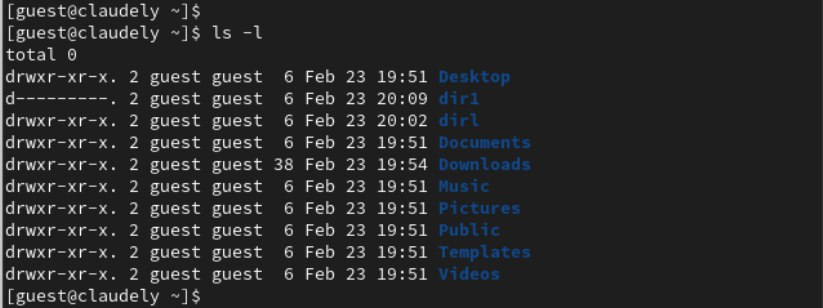 [guest@claudely ~]$
[guest@claudely ~]$ ls -l
total 0
drwxr-xr-x. 2 guest guest  6 Feb 23 19:51 Desktop
d---------. 2 guest guest  6 Feb 23 20:09 dir1
drwxr-xr-x. 2 guest guest  6 Feb 23 20:02 dirl
drwxr-xr-x. 2 guest guest  6 Feb 23 19:51 Documents
drwxr-xr-x. 2 guest guest 38 Feb 23 19:54 Downloads
drwxr-xr-x. 2 guest guest  6 Feb 23 19:51 Music
drwxr-xr-x. 2 guest guest  6 Feb 23 19:51 Pictures
drwxr-xr-x. 2 guest guest  6 Feb 23 19:51 Public
drwxr-xr-x. 2 guest guest  6 Feb 23 19:51 Templates
drwxr-xr-x. 2 guest guest  6 Feb 23 19:51 Videos
[guest@claudely ~]$